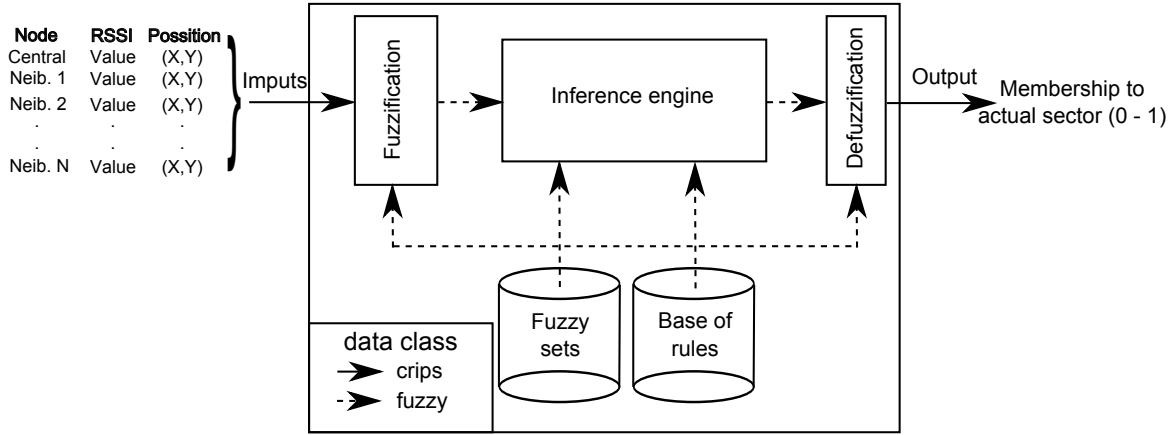 Node RSSI Possition
Central Value (X,Y)
Neib. 1 Value (X,Y)
Neib. 2 Value (X,Y)
. . .
. . .
Neib. N Value (X,Y)
Imputs
Fuzzification
Inference engine
Defuzzification
Output
Membership to
actual sector (0 - 1)
Fuzzy
sets
Base of
rules
data class
crips
fuzzy